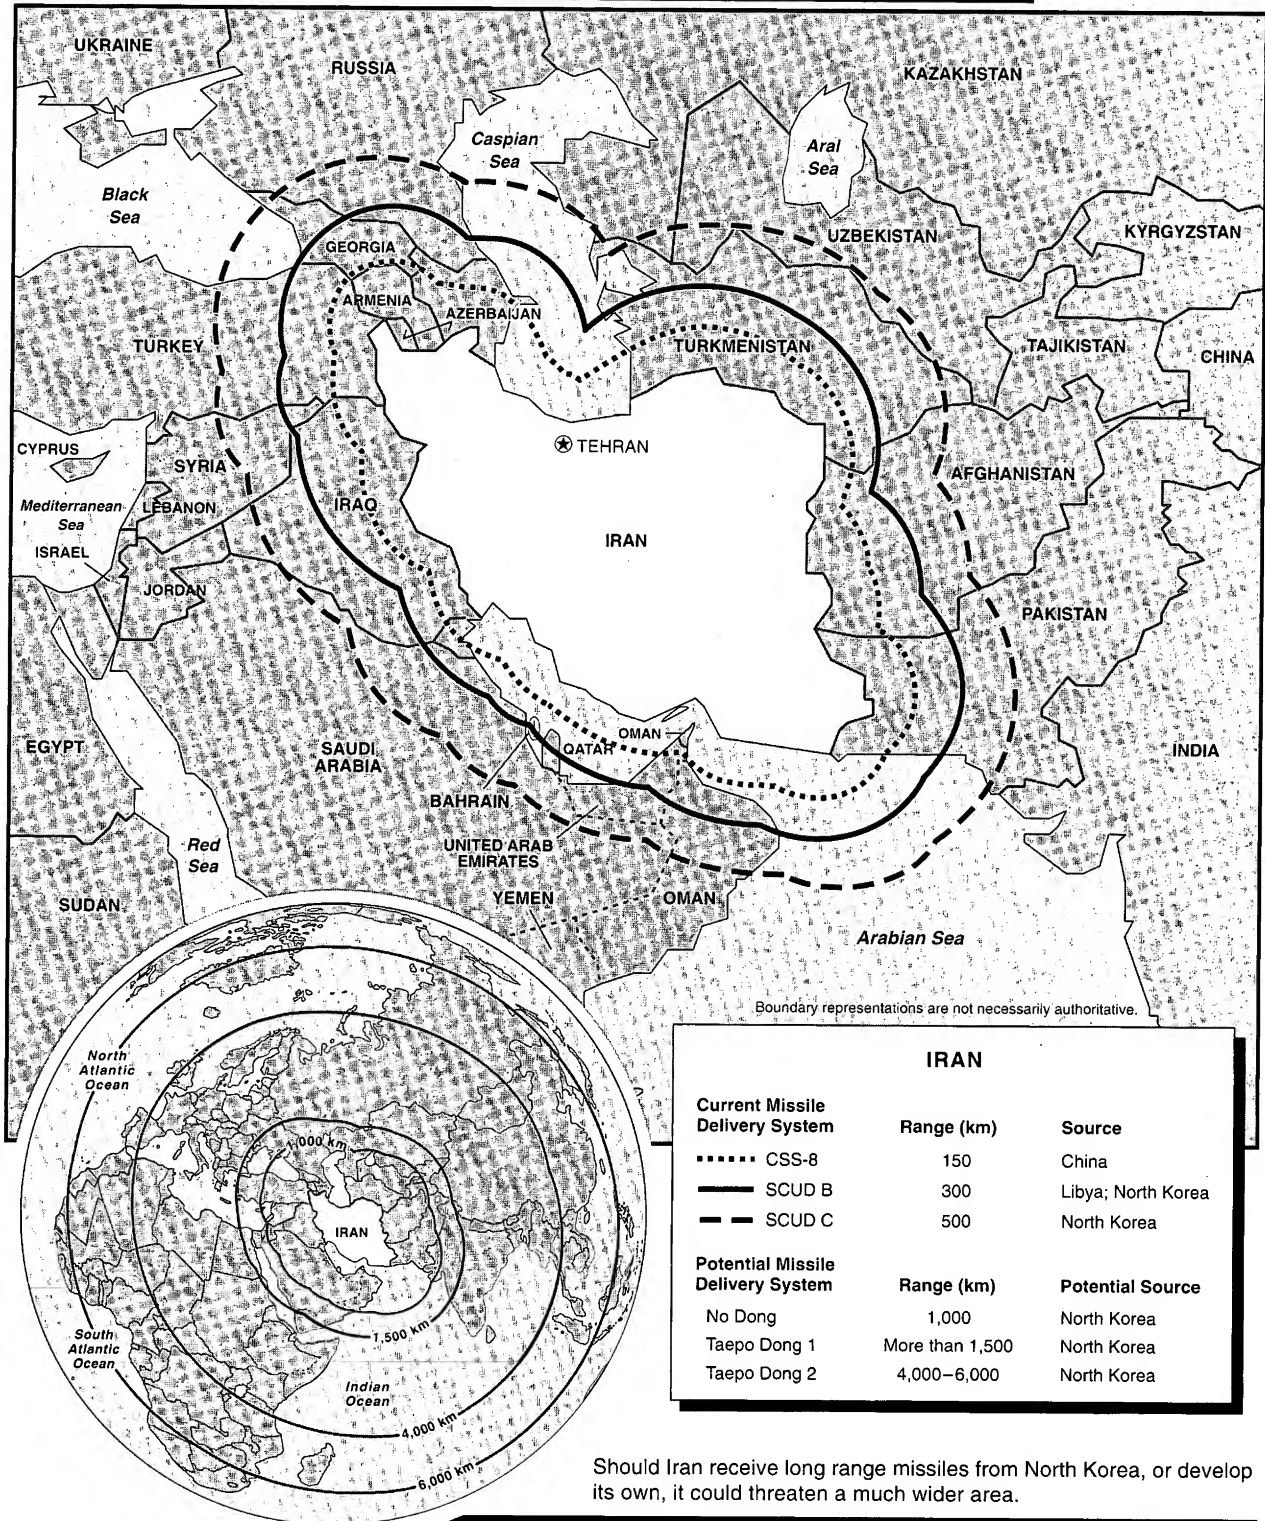 UKRAINE
RUSSIA
KAZAKHSTAN
Caspian
Sea
Aral
Sea
Black
Sea
UZBEKISTAN
KYRGYZSTAN
GEORGIA
ARMENIA
AZERBAIJAN
TURKEY
TURKMENISTAN
TAJIKISTAN
CHINA
TEHRAN
CYPRUS
SYRIA
AFGHANISTAN
Mediterranean
Sea
LEBANON
IRAQ
IRAN
ISRAEL
JORDAN
PAKISTAN
EGYPT
SAUDI
ARABIA
QATAR
OMAN
INDIA
BAHRAIN
UNITED ARAB
EMIRATES
Red
Sea
YEMEN
OMAN
SUDAN
Arabian Sea
Boundary representations are not necessarily authoritative.
North
Atlantic
Ocean
1,000 km
IRAN
1,500 km
South
Atlantic
Ocean
Indian
Ocean
4,000 km
6,000 km
IRAN
Current Missile
Delivery System Range (km) Source
CSS-8 150 China
SCUD B 300 Libya; North Korea
SCUD C 500 North Korea
Potential Missile
Delivery System Range (km) Potential Source
No Dong 1,000 North Korea
Taepo Dong 1 More than 1,500 North Korea
Taepo Dong 2 4,000–6,000 North Korea
Should Iran receive long range missiles from North Korea, or develop
its own, it could threaten a much wider area.